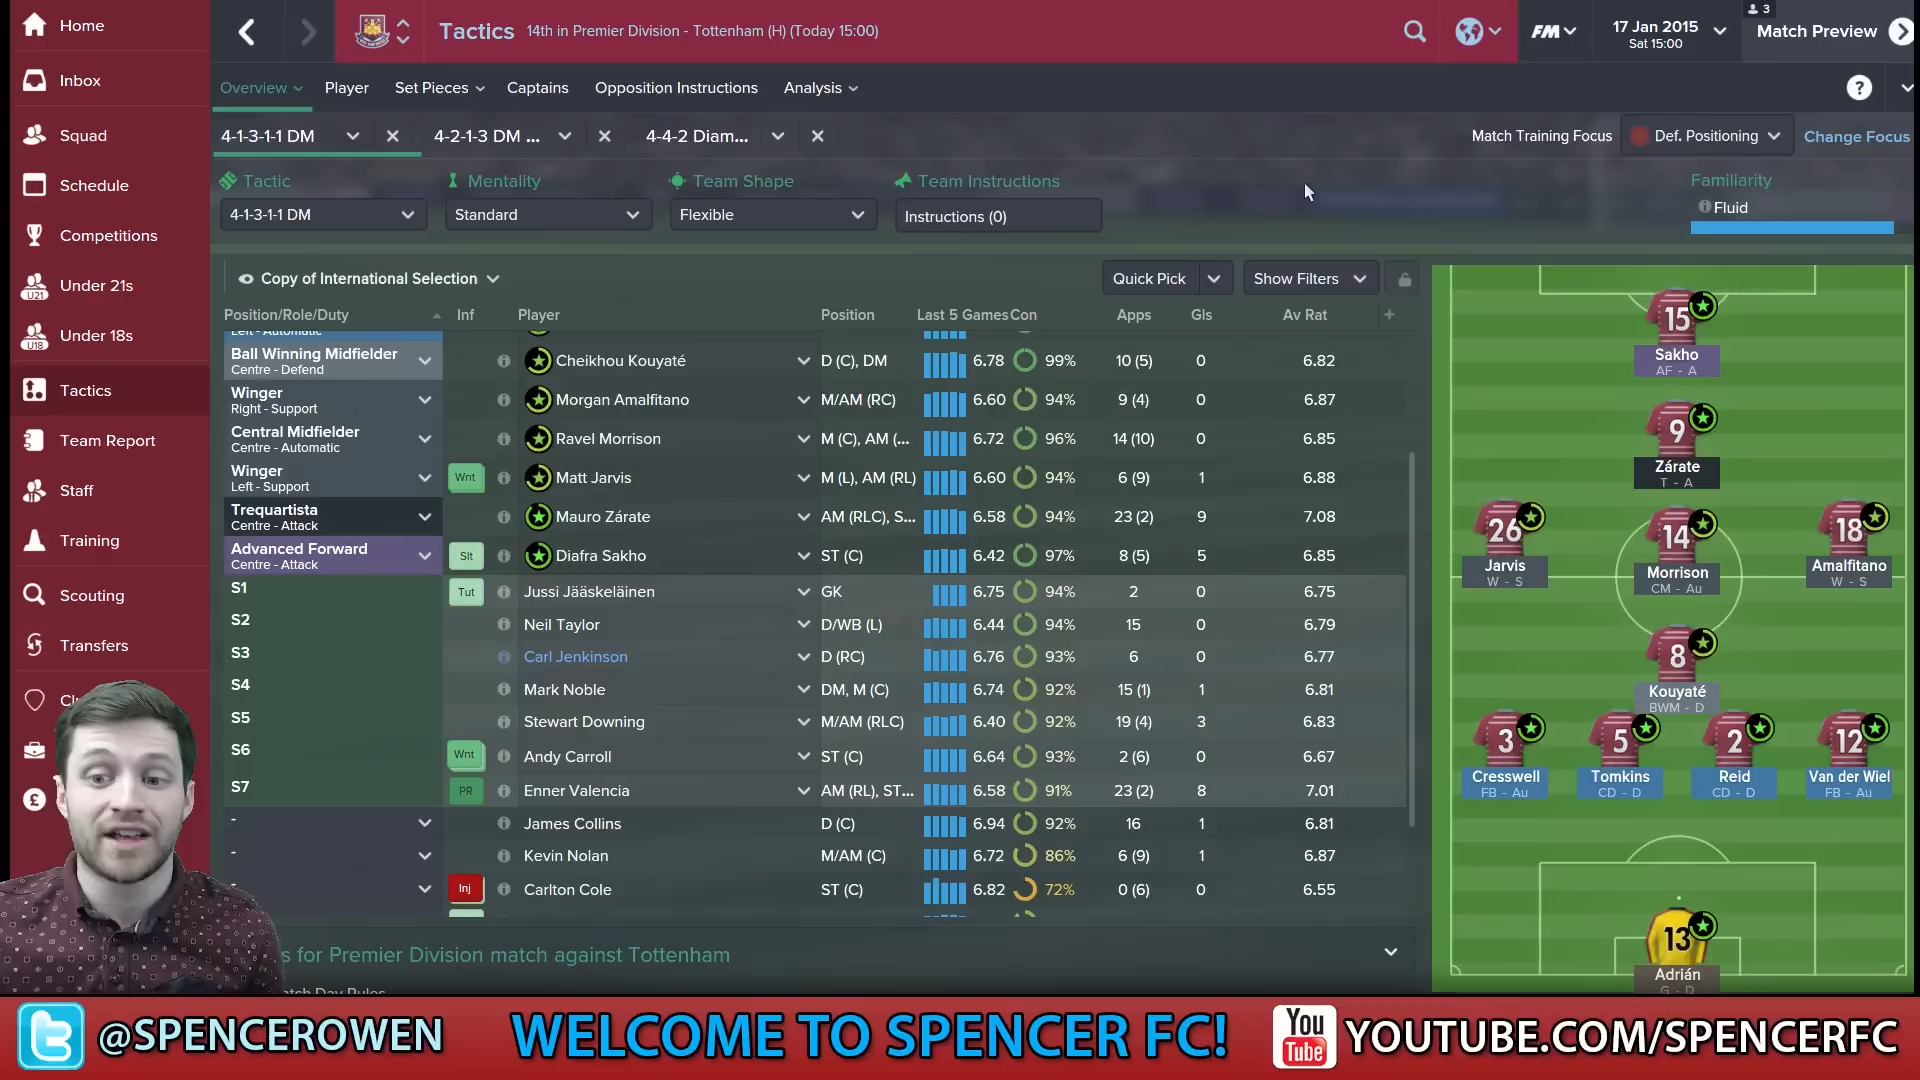 Home
Inbox
Squad
Schedule
Competitions
Under 21s
Under 18s
Tactics
Team Report
Staff
Training
Scouting
Transfers
U21
U18
Tactics 14th in Premier Division - Tottenham (H) (Today 15:00)
FM
17 Jan 2015
Sat 15:00
3
Match Preview
Overview Player Set Pieces Captains Opposition Instructions Analysis
?
4-1-3-1-1 DM 4-2-1-3 DM ... 4-4-2 Diam...
Match Training Focus Def. Positioning Change Focus
Tactic Mentality Team Shape Team Instructions Familiarity
4-1-3-1-1 DM Standard Flexible Instructions (0) Fluid
Copy of International Selection Quick Pick Show Filters
Position/Role/Duty Inf Player Position Last 5 Games Con Apps Gls Av Rat +
Left - Automatic
Ball Winning Midfielder
Centre - Defend
Cheikhou Kouyaté D (C), DM 6.78 99% 10 (5) 0 6.82
Winger
Right - Support
Morgan Amalfitano M/AM (RC) 6.60 94% 9 (4) 0 6.87
Central Midfielder
Centre - Automatic
Ravel Morrison M (C), AM (... 6.72 96% 14 (10) 0 6.85
Winger
Left - Support
Wnt Matt Jarvis M (L), AM (RL) 6.60 94% 6 (9) 1 6.88
Trequartista
Centre - Attack
Mauro Zárate AM (RLC), S... 6.58 94% 23 (2) 9 7.08
Advanced Forward
Centre - Attack
Slt Diafra Sakho ST (C) 6.42 97% 8 (5) 5 6.85
S1 Tut Jussi Jääskeläinen GK 6.75 94% 2 0 6.75
S2 Neil Taylor D/WB (L) 6.44 94% 15 0 6.79
S3 Carl Jenkinson D (RC) 6.76 93% 6 0 6.77
S4 Mark Noble DM, M (C) 6.74 92% 15 (1) 1 6.81
S5 Stewart Downing M/AM (RLC) 6.40 92% 19 (4) 3 6.83
S6 Wnt Andy Carroll ST (C) 6.64 93% 2 (6) 0 6.67
S7 PR Enner Valencia AM (RL), ST... 6.58 91% 23 (2) 8 7.01
- James Collins D (C) 6.94 92% 16 1 6.81
- Kevin Nolan M/AM (C) 6.72 86% 6 (9) 1 6.87
- Inj Carlton Cole ST (C) 6.82 72% 0 (6) 0 6.55
s for Premier Division match against Tottenham
15
Sakho
AF - A
9
Zárate
T - A
26 14 18
Jarvis Morrison Amalfitano
W - S CM - Au W - S
8
Kouyaté
BWM - D
3 5 2 12
Cresswell Tomkins Reid Van der Wiel
FB - Au CD - D CD - D FB - Au
13
Adrián
G - D
@SPENCEROWEN WELCOME TO SPENCER FC! You Tube YOUTUBE.COM/SPENCERFC